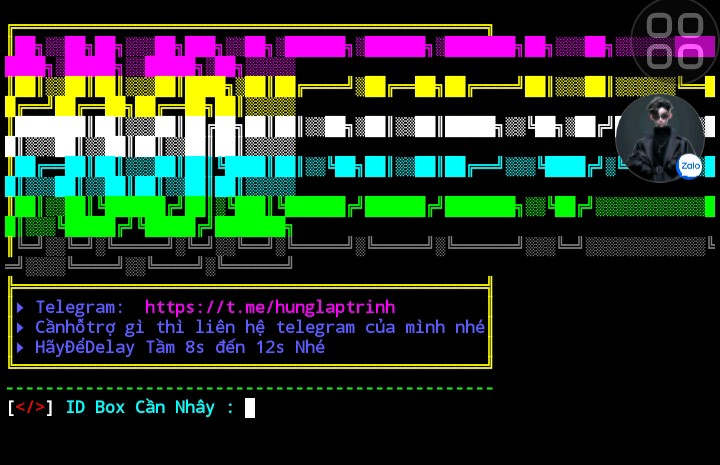 Zalo
Telegram: https://t.me/hunglaptrinh
Cầnhỗtrợ gì thì liên hệ telegram của mình nhé
HãyĐểDelay Tầm 8s đến 12s Nhé
[</>] ID Box Cần Nhây :